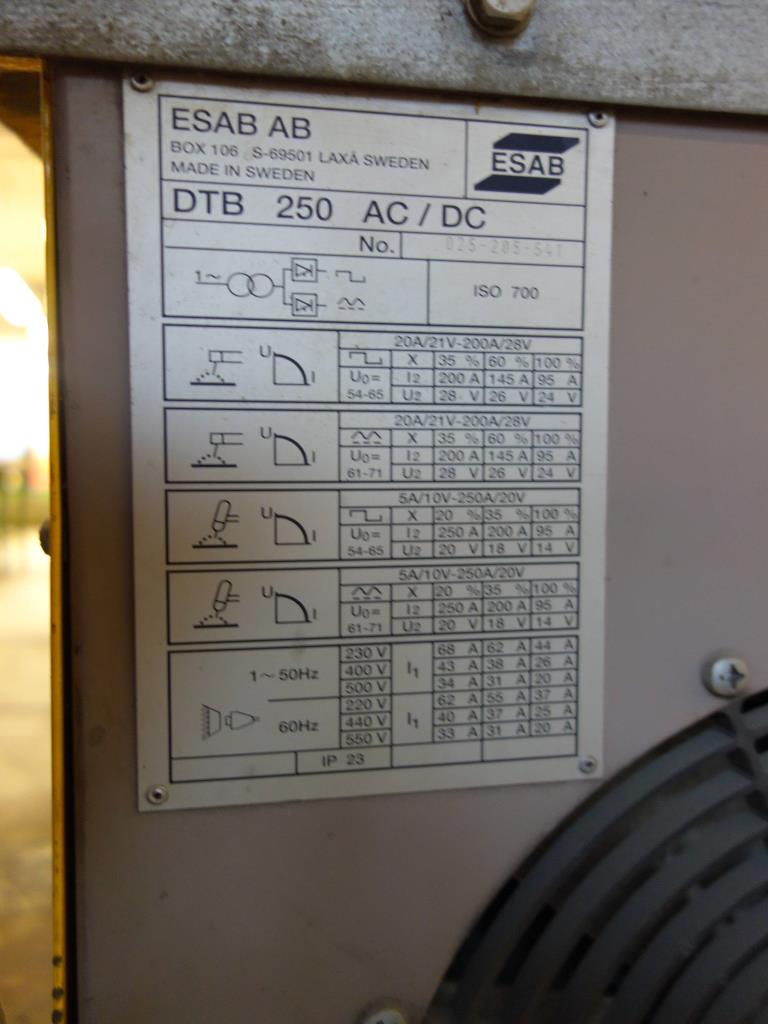 ESAB AB
BOX 106 S-69501 LAXÅ SWEDEN
MADE IN SWEDEN
ESAB
DTB 250 AC / DC
No. 025-205-541
1~
ISO 700
U I
20A/21V-200A/28V
X 35 % 60 % 100 %
U0= I2 200 A 145 A 95 A
54-65 U2 28 V 26 V 24 V
U I
20A/21V-200A/28V
X 35 % 60 % 100 %
U0= I2 200 A 145 A 95 A
61-71 U2 28 V 26 V 24 V
U I
5A/10V-250A/20V
X 20 % 35 % 100 %
U0= I2 250 A 200 A 95 A
54-65 U2 20 V 18 V 14 V
U I
5A/10V-250A/20V
X 20 % 35 % 100 %
U0= I2 250 A 200 A 95 A
61-71 U2 20 V 18 V 14 V
1~ 50Hz I1
230 V 68 A 62 A 44 A
400 V 43 A 38 A 26 A
500 V 34 A 31 A 20 A
60Hz I1
220 V 62 A 55 A 37 A
440 V 40 A 37 A 25 A
550 V 33 A 31 A 20 A
IP 23